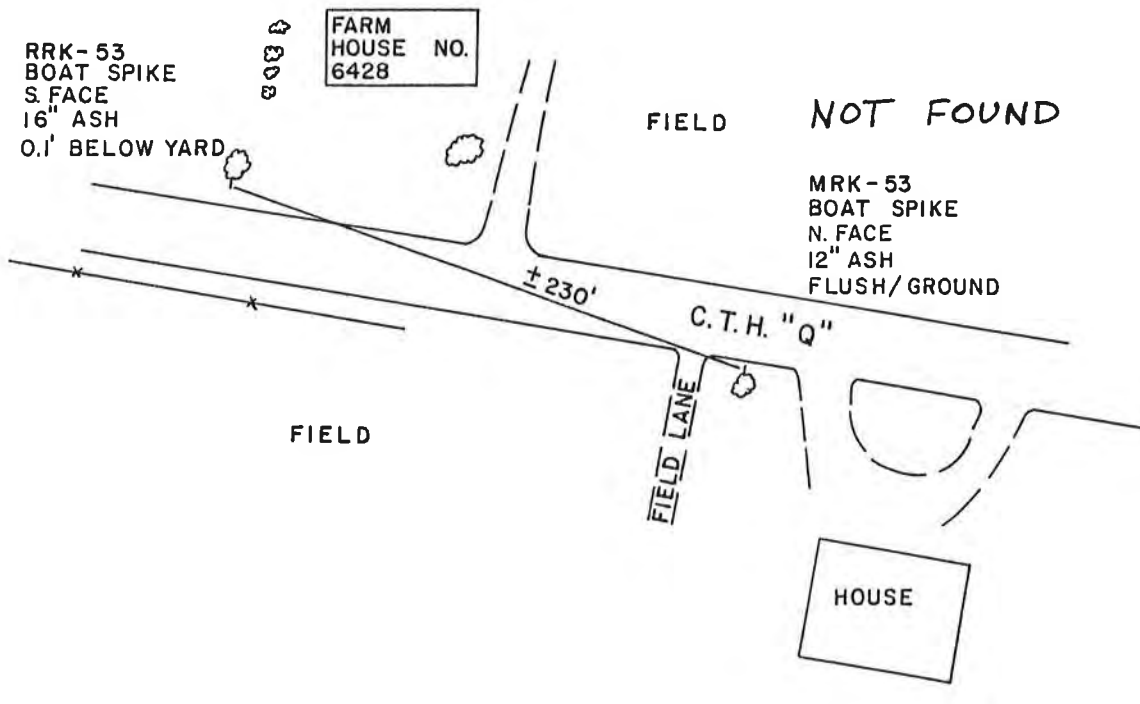 RRK-53
BOAT SPIKE
S. FACE
16" ASH
0.1' BELOW YARD
FARM
HOUSE NO.
6428
FIELD
NOT FOUND
MRK-53
BOAT SPIKE
N. FACE
12" ASH
FLUSH/GROUND
± 230'
C.T.H. "Q"
FIELD LANE
FIELD
HOUSE